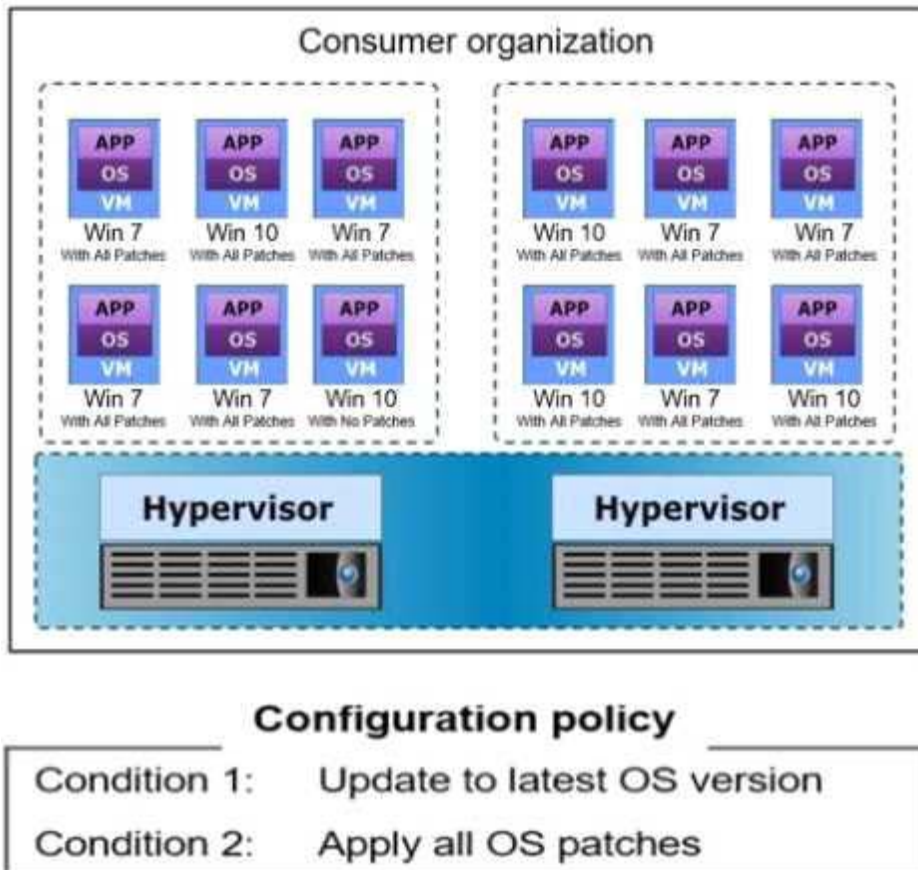 Consumer organization
APP APP APP APP APP APP
OS OS OS OS OS OS
VM VM VM VM VM VM
Win 7 Win 10 Win 7 Win 10 Win 7 Win 7
With All Patches With All Patches With All Patches With All Patches With All Patches With All Patches
APP APP APP APP APP APP
OS OS OS OS OS OS
VM VM VM VM VM VM
Win 7 Win 7 Win 10 Win 10 Win 7 Win 10
With All Patches With All Patches With No Patches With All Patches With All Patches With All Patches
Hypervisor Hypervisor
Configuration policy
Condition 1: Update to latest OS version
Condition 2: Apply all OS patches